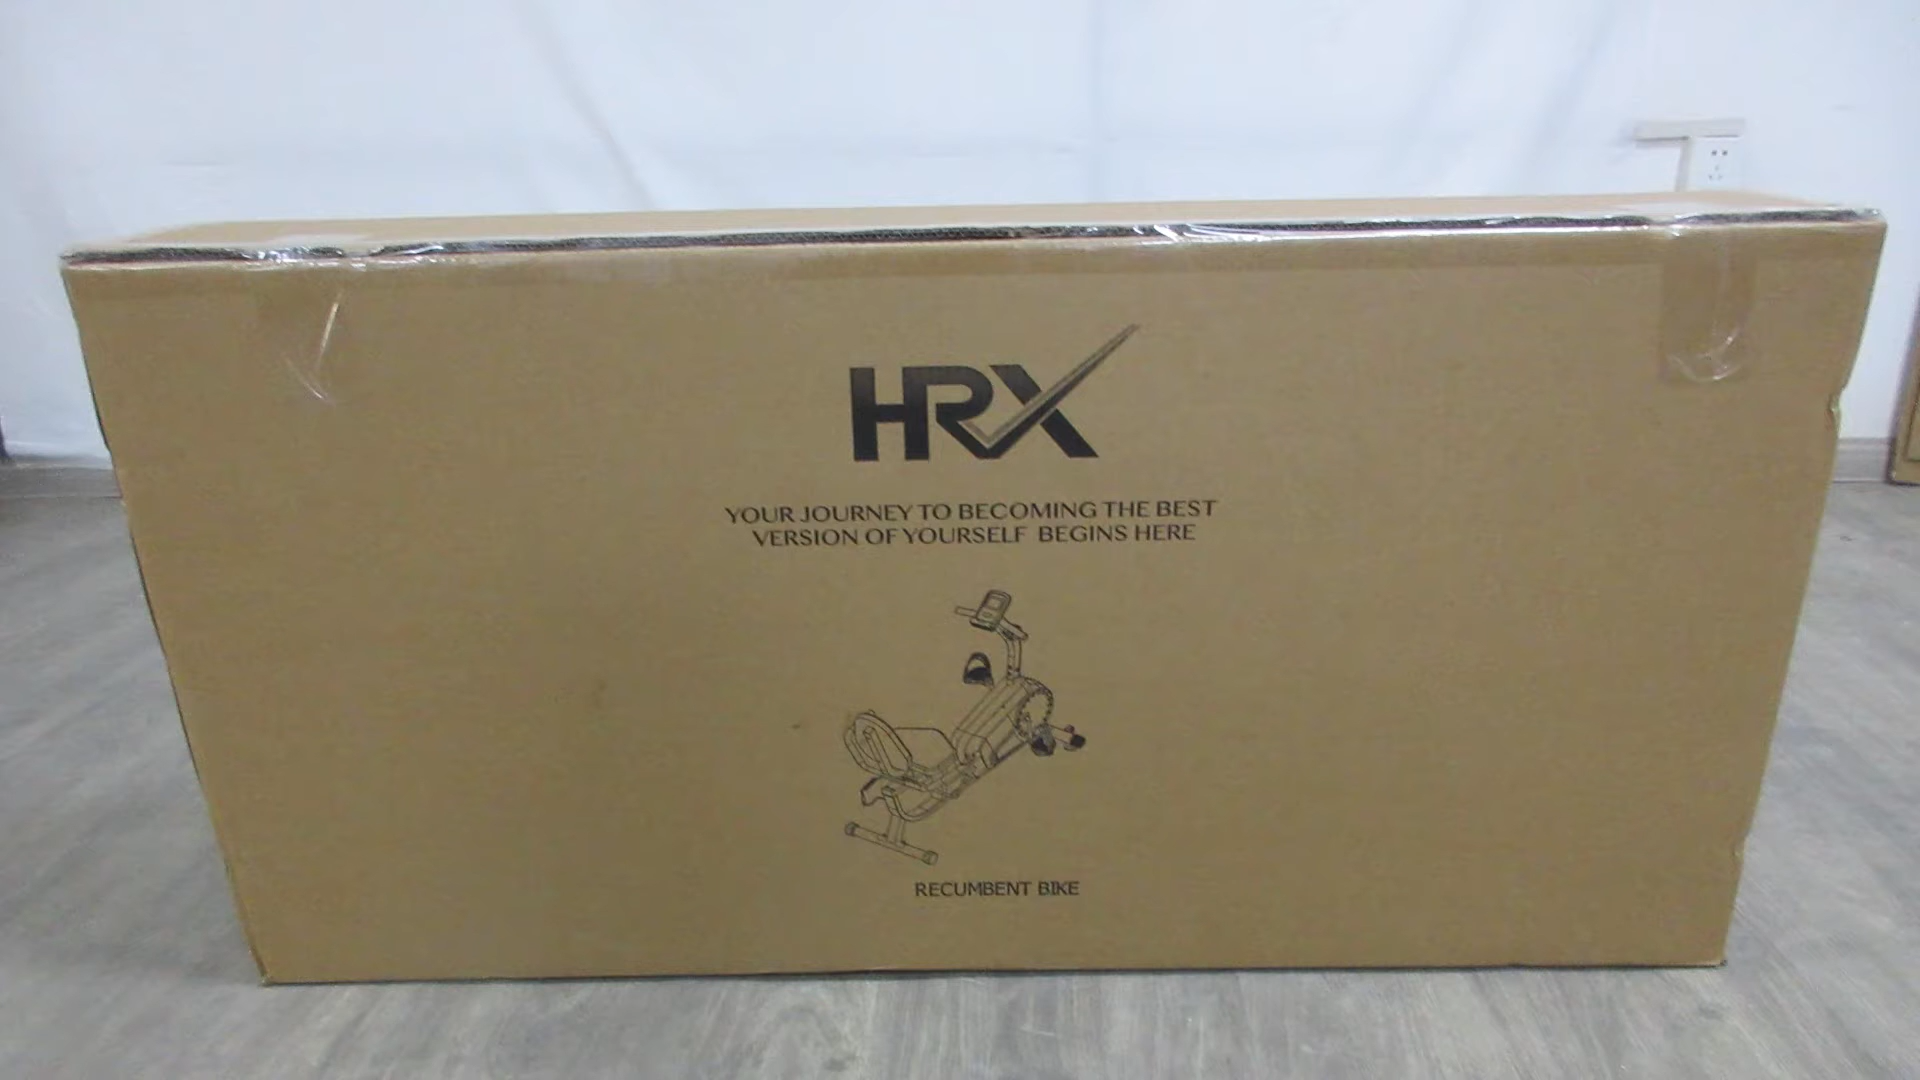 HRX
YOUR JOURNEY TO BECOMING THE BEST
VERSION OF YOURSELF BEGINS HERE
RECUMBENT BIKE